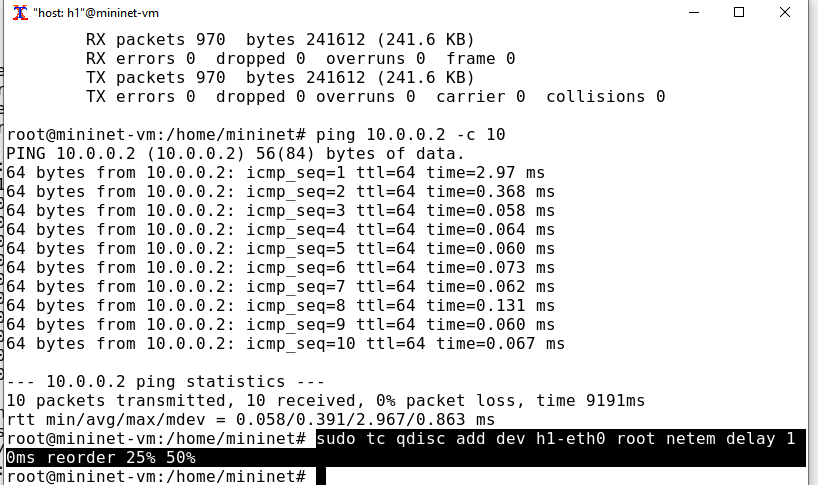 "host: h1"@mininet-vm
RX packets 970  bytes 241612 (241.6 KB)
RX errors 0  dropped 0  overruns 0  frame 0
TX packets 970  bytes 241612 (241.6 KB)
TX errors 0  dropped 0 overruns 0  carrier 0  collisions 0
root@mininet-vm:/home/mininet# ping 10.0.0.2 -c 10
PING 10.0.0.2 (10.0.0.2) 56(84) bytes of data.
64 bytes from 10.0.0.2: icmp_seq=1 ttl=64 time=2.97 ms
64 bytes from 10.0.0.2: icmp_seq=2 ttl=64 time=0.368 ms
64 bytes from 10.0.0.2: icmp_seq=3 ttl=64 time=0.058 ms
64 bytes from 10.0.0.2: icmp_seq=4 ttl=64 time=0.064 ms
64 bytes from 10.0.0.2: icmp_seq=5 ttl=64 time=0.060 ms
64 bytes from 10.0.0.2: icmp_seq=6 ttl=64 time=0.073 ms
64 bytes from 10.0.0.2: icmp_seq=7 ttl=64 time=0.062 ms
64 bytes from 10.0.0.2: icmp_seq=8 ttl=64 time=0.131 ms
64 bytes from 10.0.0.2: icmp_seq=9 ttl=64 time=0.060 ms
64 bytes from 10.0.0.2: icmp_seq=10 ttl=64 time=0.067 ms
--- 10.0.0.2 ping statistics ---
10 packets transmitted, 10 received, 0% packet loss, time 9191ms
rtt min/avg/max/mdev = 0.058/0.391/2.967/0.863 ms
root@mininet-vm:/home/mininet# sudo tc qdisc add dev h1-eth0 root netem delay 1
0ms reorder 25% 50%
root@mininet-vm:/home/mininet#